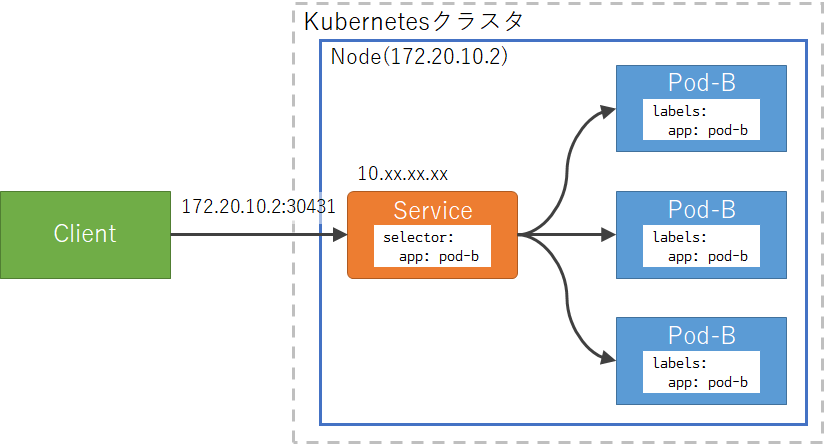 Kubernetesクラスタ
Node(172.20.10.2)
Pod-B
labels:
app: pod-b
10.xx.xx.xx
172.20.10.2:30431
Client
Service
selector:
app: pod-b
Pod-B
labels:
app: pod-b
Pod-B
labels:
app: pod-b